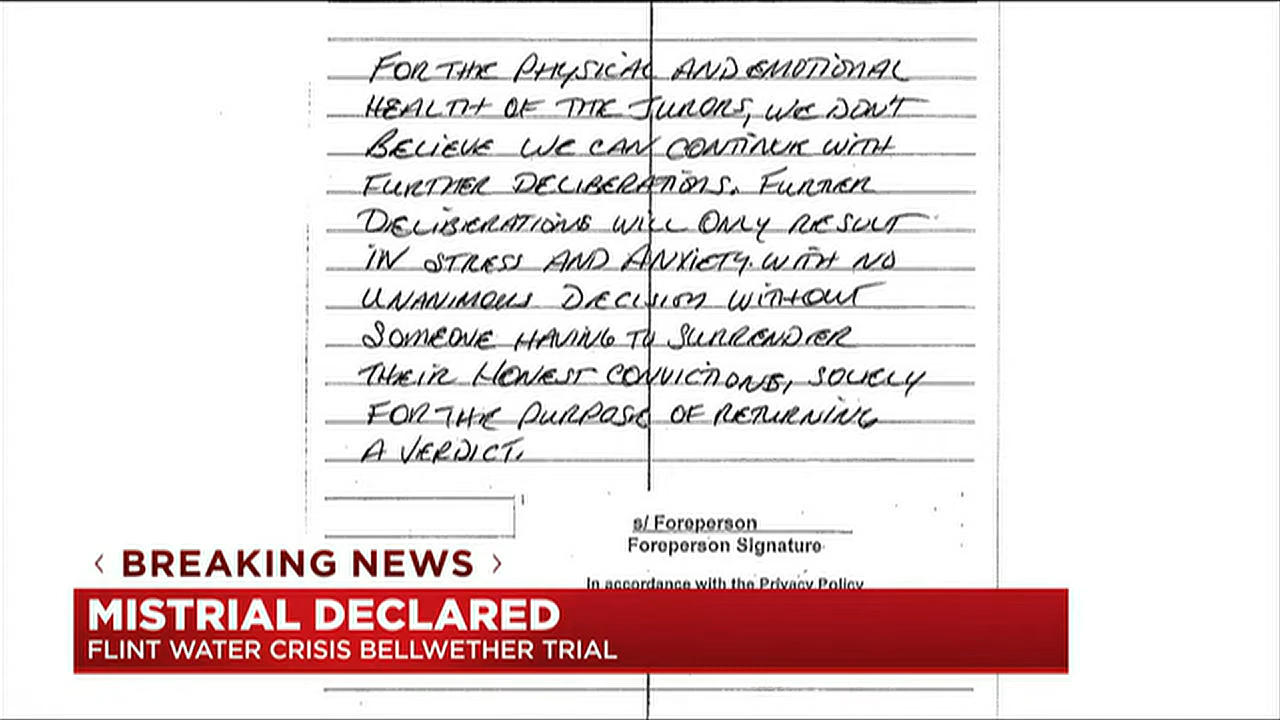 FOR THE PHYSICAL AND EMOTIONAL
HEALTH OF THE JURORS, WE DON'T
BELIEVE WE CAN CONTINUE WITH
FURTHER DELIBERATIONS. FURTHER
DELIBERATIONS WILL ONLY RESULT
IN STRESS AND ANXIETY. WITH NO
UNANIMOUS DECISION WITHOUT
SOMEONE HAVING TO SURRENDER
THEIR HONEST CONVICTIONS, SOLELY
FOR THE PURPOSE OF RETURNING
A VERDICT.
s/ Foreperson
Foreperson Signature
In accordance with the Privacy Policy
‹ BREAKING NEWS ›
MISTRIAL DECLARED
FLINT WATER CRISIS BELLWETHER TRIAL